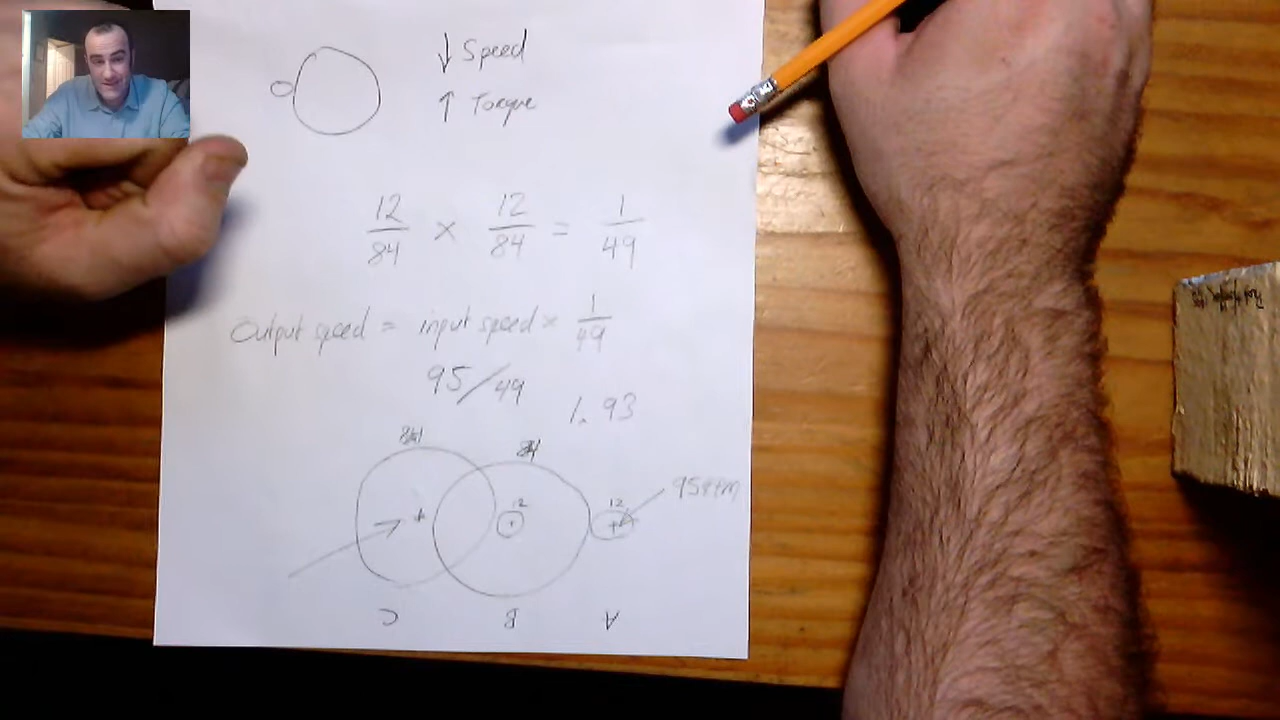 ↓ Speed
↑ Torque
12/84 × 12/84 = 1/49
Output speed = input speed × 1/49
95/49
1.93
84
84
95rpm
12
C B A